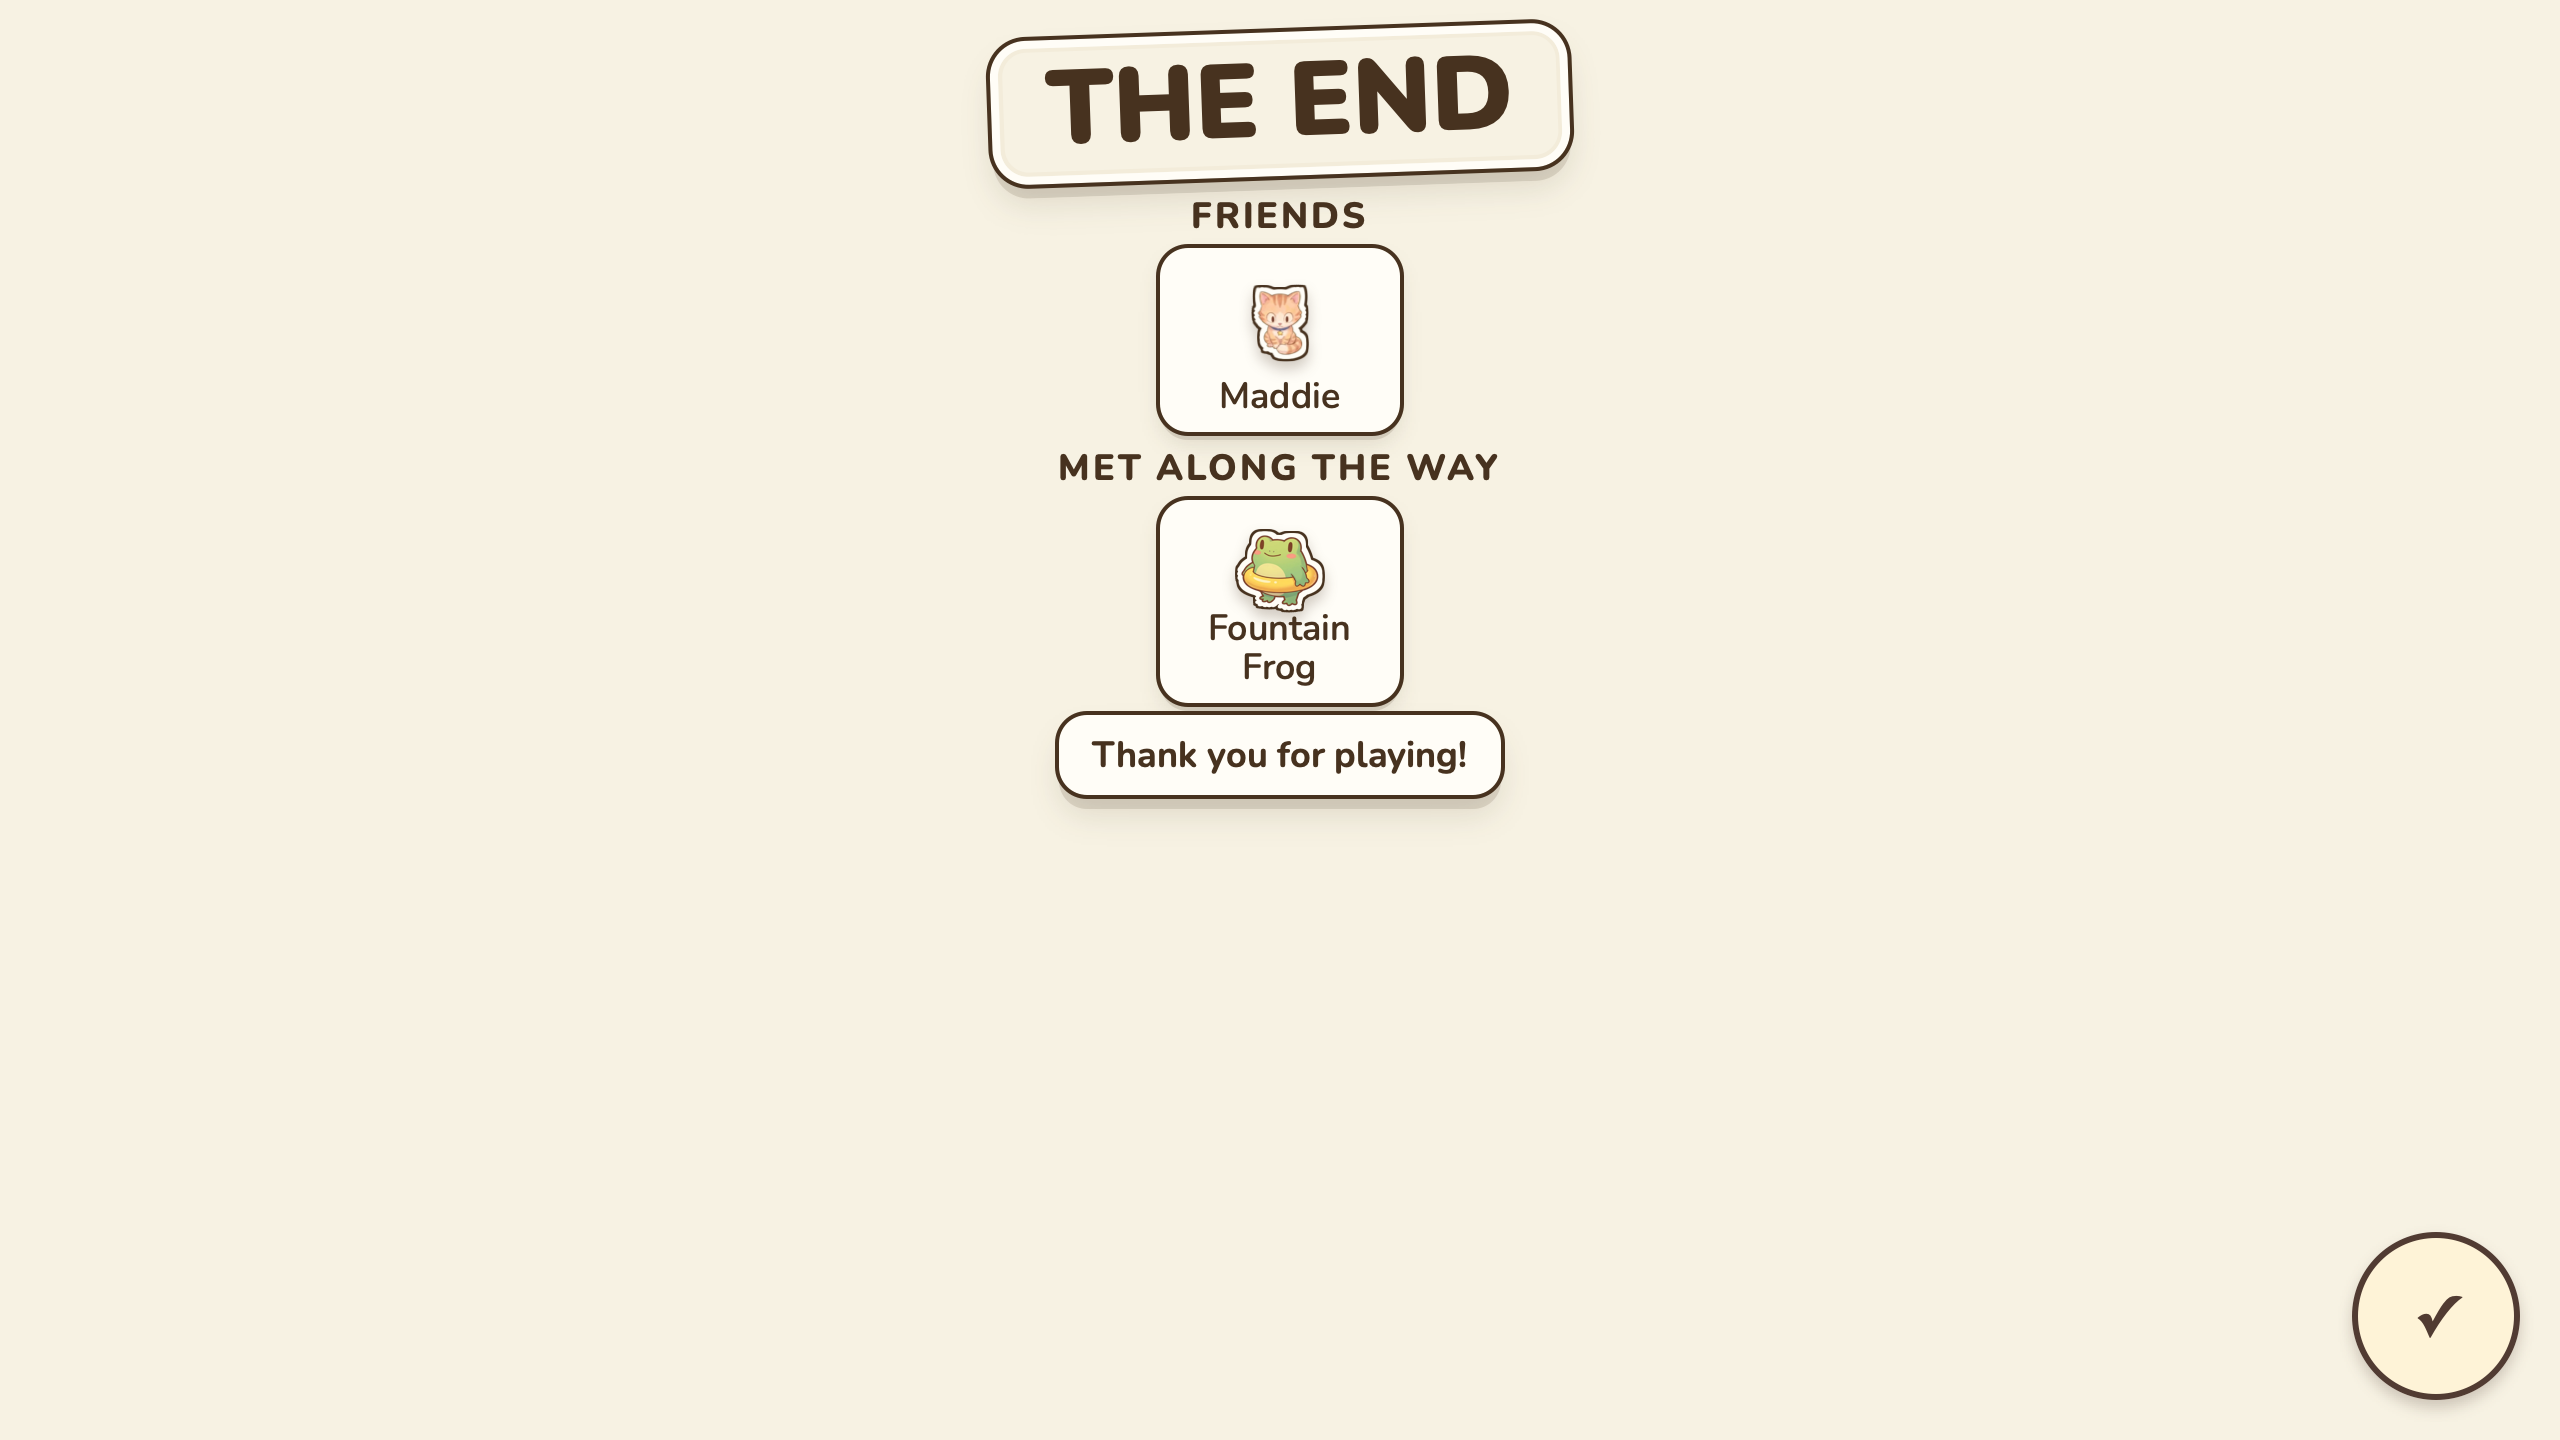 THE END
FRIENDS
Maddie
MET ALONG THE WAY
Fountain
Frog
Thank you for playing!